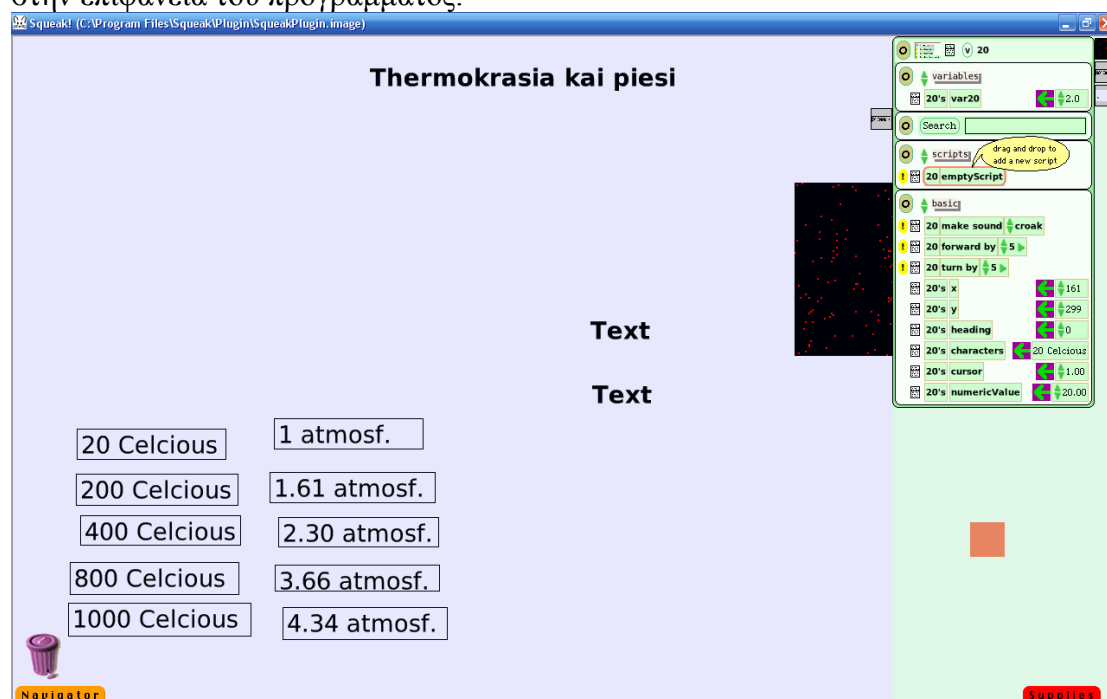 στην επιφάνεια του προγράμματος.
Squeak! (C:\Program Files\Squeak\Plugin\SqueakPlugin.image)
Thermokrasia kai piesi
Text
Text
20 Celcious
1 atmosf.
200 Celcious
1.61 atmosf.
400 Celcious
2.30 atmosf.
800 Celcious
3.66 atmosf.
1000 Celcious
4.34 atmosf.
Navigator
v 20
variables
20's var20 2.0
Search
scripts
drag and drop to
add a new script
! 20 emptyScript
basic
! 20 make sound croak
! 20 forward by 5
! 20 turn by 5
20's x 161
20's y 299
20's heading 0
20's characters 20 Celcious
20's cursor 1.00
20's numericValue 20.00
Supplies